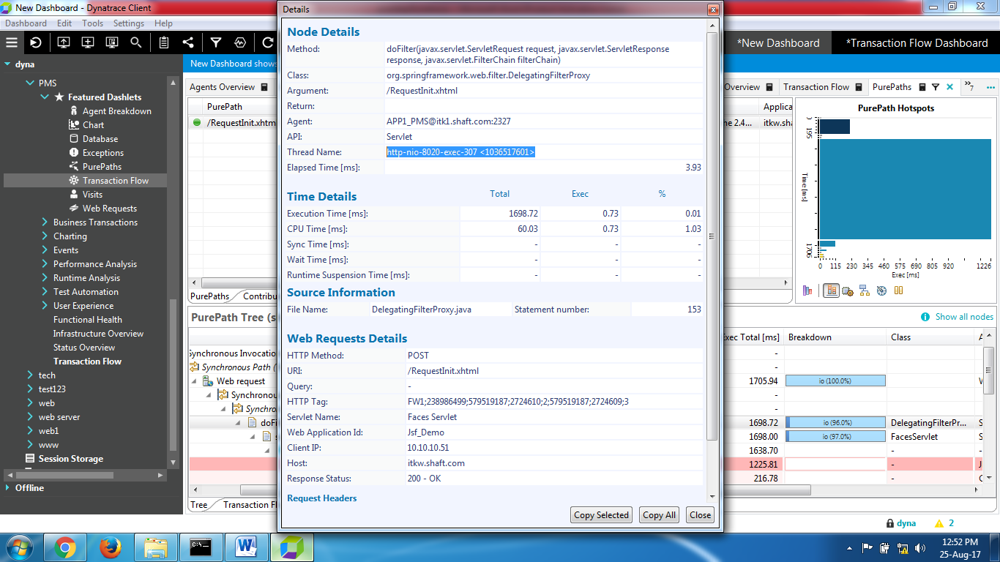 New Dashboard - Dynatrace Client
Dashboard Edit Tools Settings Help
*New Dashboard
*Transaction Flow Dashboard
dyna
PMS
Featured Dashlets
Agent Breakdown
Chart
Database
Exceptions
PurePaths
Transaction Flow
Visits
Web Requests
Business Transactions
Charting
Events
Performance Analysis
Runtime Analysis
Test Automation
User Experience
Functional Health
Infrastructure Overview
Status Overview
Transaction Flow
tech
test123
web
web server
web1
www
Session Storage
Offline
New Dashboard shows
Agents Overview
PurePath
/RequestInit.xhtm
PurePaths
Contribu
PurePath Tree (s
Synchronous Invocatio
Synchronous Path (
Web request
Synchronous
Synchro
doFi
Tree
Transaction Fl
Details
Node Details
Method: doFilter(javax.servlet.ServletRequest request, javax.servlet.ServletResponse
response, javax.servlet.FilterChain filterChain)
Class: org.springframework.web.filter.DelegatingFilterProxy
Argument: /RequestInit.xhtml
Return:
Agent: APP1_PMS@itk1.shaft.com:2327
API: Servlet
Thread Name: http-nio-8020-exec-307 <1036517601>
Elapsed Time [ms]: 3.93
Time Details Total Exec %
Execution Time [ms]: 1698.72 0.73 0.01
CPU Time [ms]: 60.03 0.73 1.03
Sync Time [ms]: - - -
Wait Time [ms]: - - -
Runtime Suspension Time [ms]: - - -
Source Information
File Name: DelegatingFilterProxy.java Statement number: 153
Web Requests Details
HTTP Method: POST
URI: /RequestInit.xhtml
Query: -
HTTP Tag: FW1;238986499;579519187;2724610;2;579519187;2724609;3
Servlet Name: Faces Servlet
Web Application Id: Jsf_Demo
Client IP: 10.10.10.51
Host: itkw.shaft.com
Response Status: 200 - OK
Request Headers
Copy Selected Copy All Close
Overview
Transaction Flow
PurePaths
7
Applica
ne 2.4... itkw.sha
PurePath Hotspots
0
195
Time [ms]
1706
0 115 230 345 460 575 690 805 920 1226
Exec [ms]
Show all nodes
Exec Total [ms] Breakdown Class A
-
-
1705.94 io (100.0%)
-
-
1698.72 io (96.0%) DelegatingFilterPr... S
1698.00 io (97.0%) FacesServlet S
1638.70 - -
1225.81 - J
216.78 -
dyna 2
12:52 PM
25-Aug-17